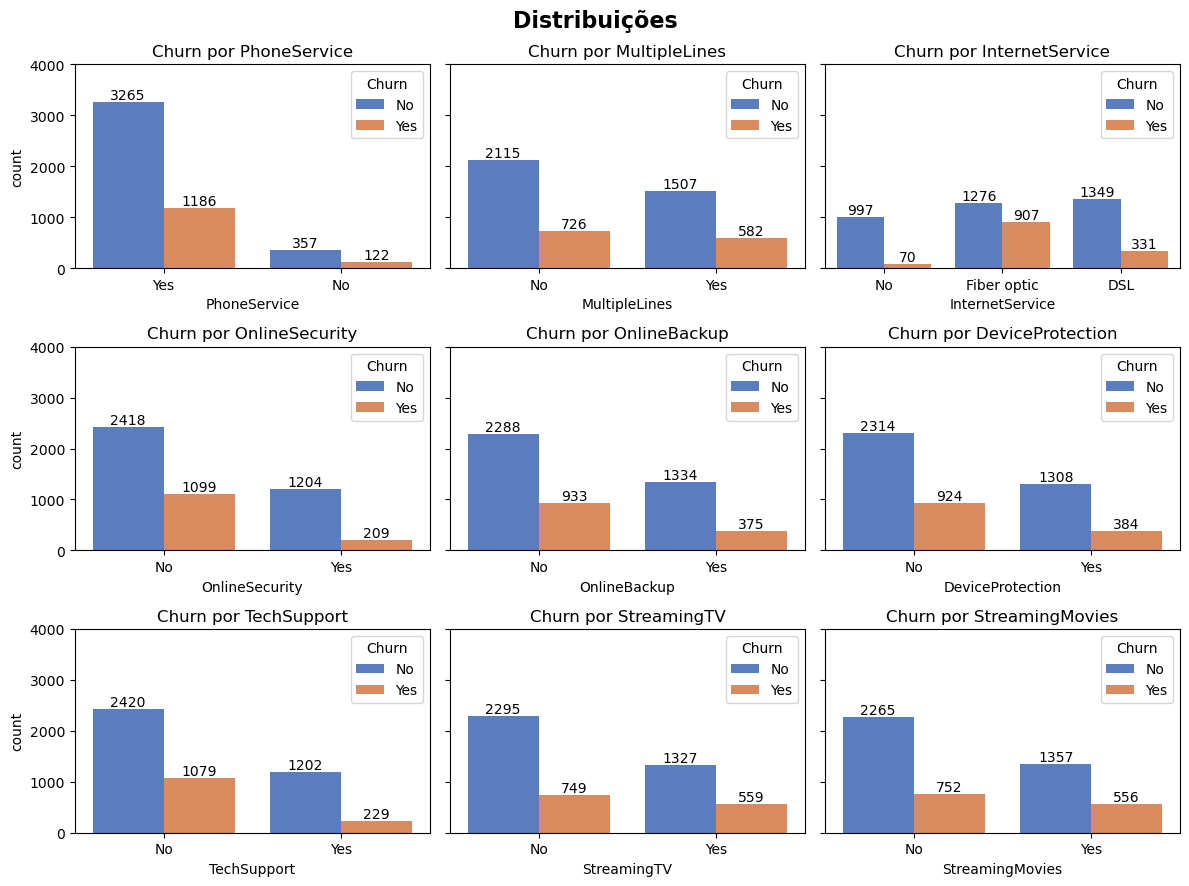 Distribuições
Churn por PhoneService
4000
3000
2000
1000
0
count
3265
1186
357
122
Churn
No
Yes
Yes
No
PhoneService
Churn por MultipleLines
2115
726
1507
582
Churn
No
Yes
No
Yes
MultipleLines
Churn por InternetService
997
70
1276
907
1349
331
Churn
No
Yes
No
Fiber optic
DSL
InternetService
Churn por OnlineSecurity
4000
3000
2000
1000
0
count
2418
1099
1204
209
Churn
No
Yes
No
Yes
OnlineSecurity
Churn por OnlineBackup
2288
933
1334
375
Churn
No
Yes
No
Yes
OnlineBackup
Churn por DeviceProtection
2314
924
1308
384
Churn
No
Yes
No
Yes
DeviceProtection
Churn por TechSupport
4000
3000
2000
1000
0
count
2420
1079
1202
229
Churn
No
Yes
No
Yes
TechSupport
Churn por StreamingTV
2295
749
1327
559
Churn
No
Yes
No
Yes
StreamingTV
Churn por StreamingMovies
2265
752
1357
556
Churn
No
Yes
No
Yes
StreamingMovies